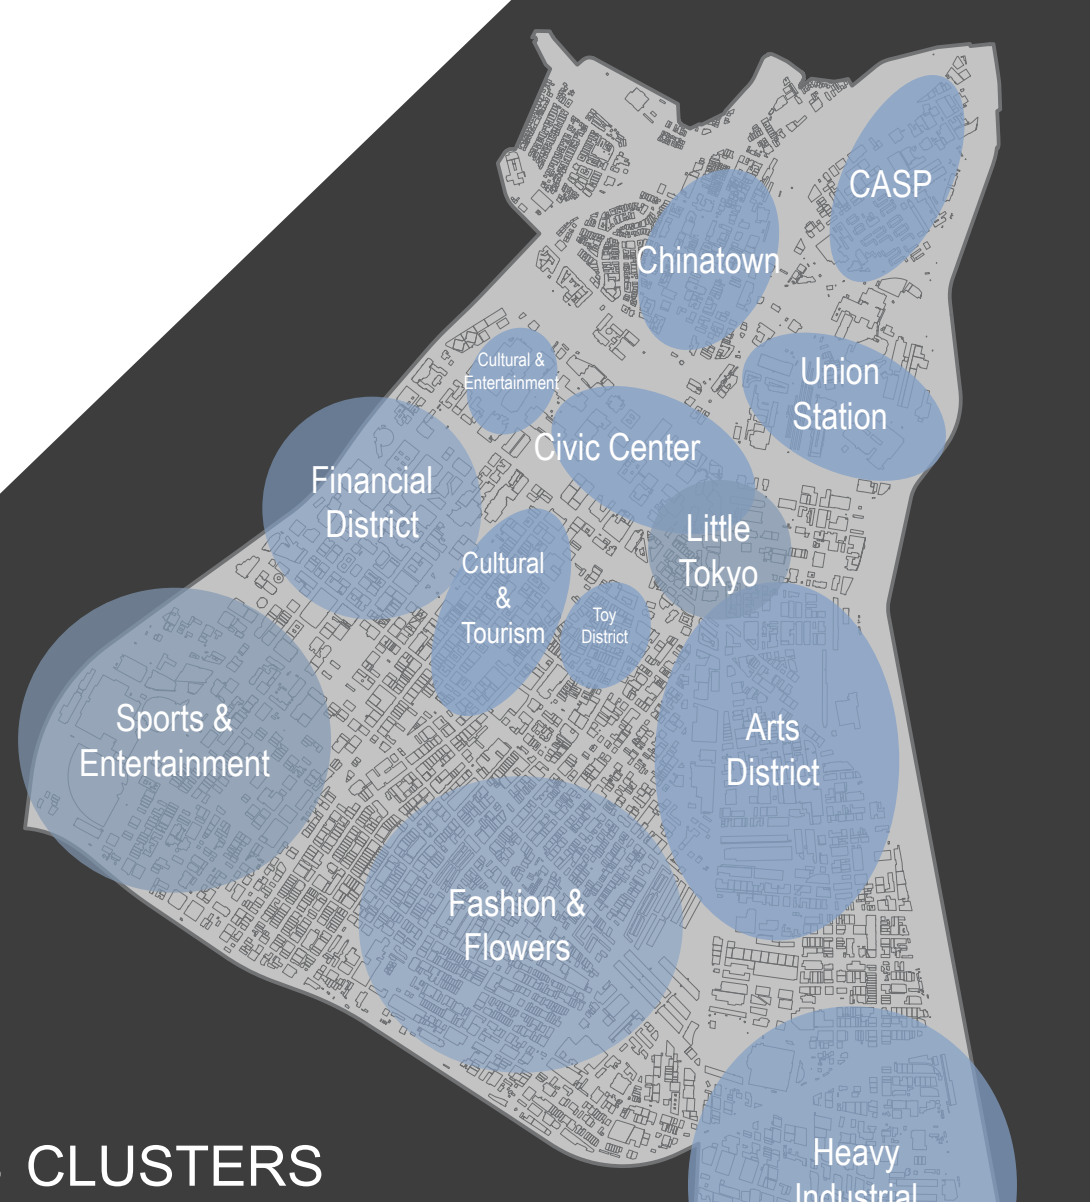 CASP
Chinatown
Cultural &
Entertainment
Union
Station
Civic Center
Financial
District
Little
Tokyo
Cultural
&
Tourism
Toy
District
Sports &
Entertainment
Arts
District
Fashion &
Flowers
Heavy
Industrial
CLUSTERS